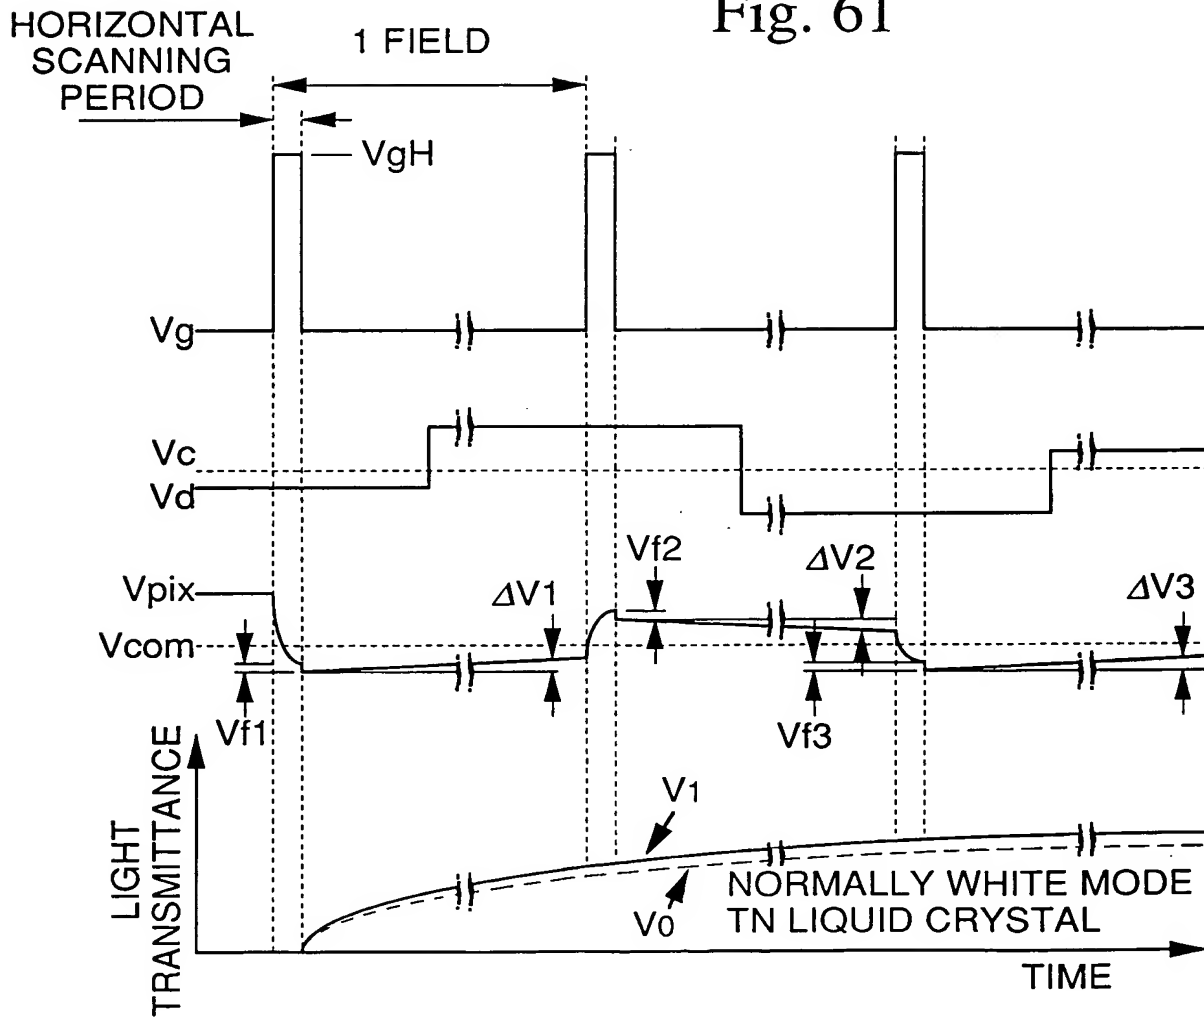 Fig. 61
HORIZONTAL
SCANNING
PERIOD
1 FIELD
VgH
Vg
Vc
Vd
Vf2
ΔV2
Vpix
ΔV1
ΔV3
Vcom
Vf1
Vf3
LIGHT
TRANSMITTANCE
V1
V0
NORMALLY WHITE MODE
TN LIQUID CRYSTAL
TIME